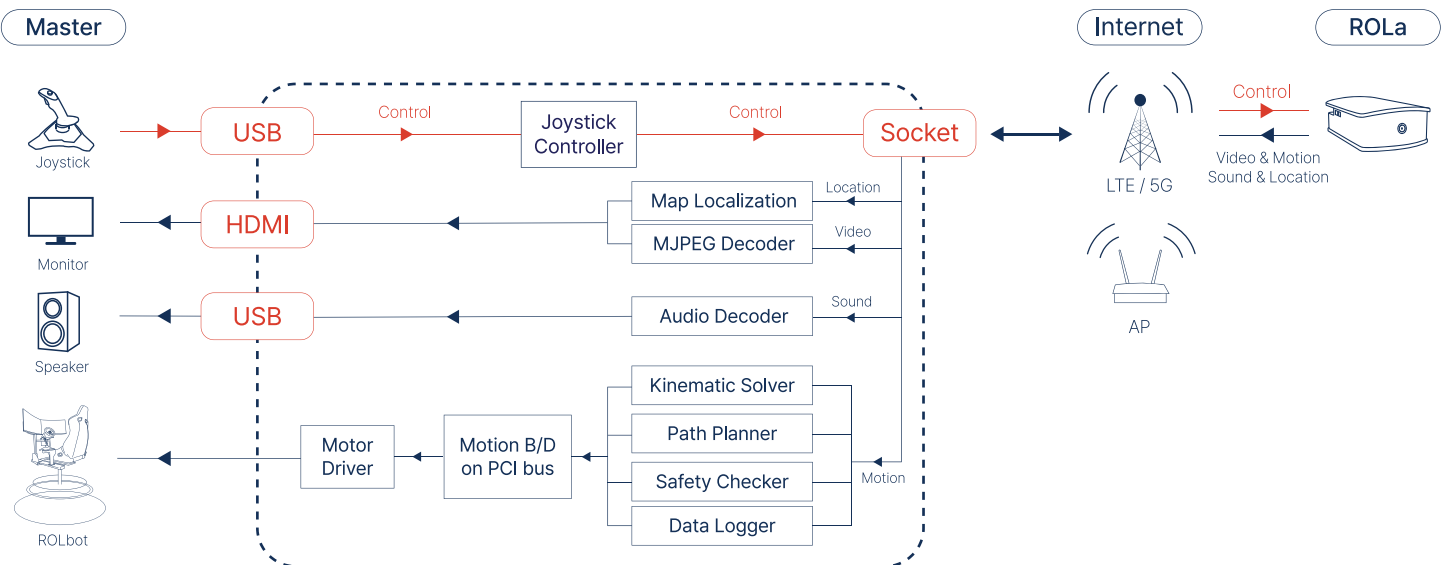 Master
Internet
ROLa
Joystick
USB
Control
Joystick
Controller
Control
Socket
LTE / 5G
Control
Video & Motion
Sound & Location
Monitor
HDMI
Map Localization
Location
MJPEG Decoder
Video
AP
Speaker
USB
Audio Decoder
Sound
ROLbot
Motor
Driver
Motion B/D
on PCI bus
Kinematic Solver
Path Planner
Safety Checker
Data Logger
Motion